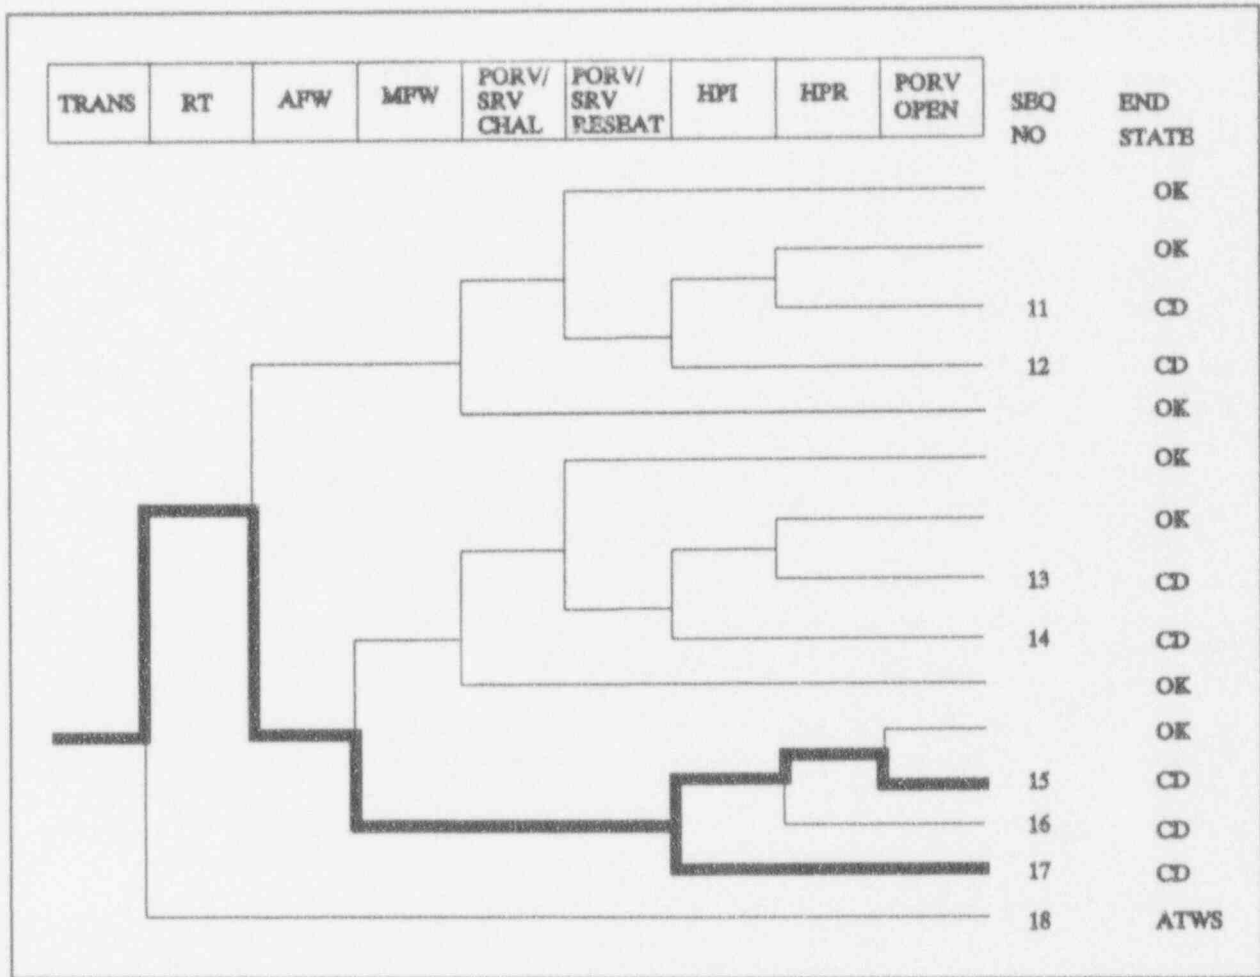 TRANS RT AFW MFW PORV/ SRV CHAL PORV/ SRV RESEAT HPI HPR PORV OPEN SEQ NO END STATE
OK
OK
11 CD
12 CD
OK
OK
OK
13 CD
14 CD
OK
OK
15 CD
16 CD
17 CD
18 ATWS